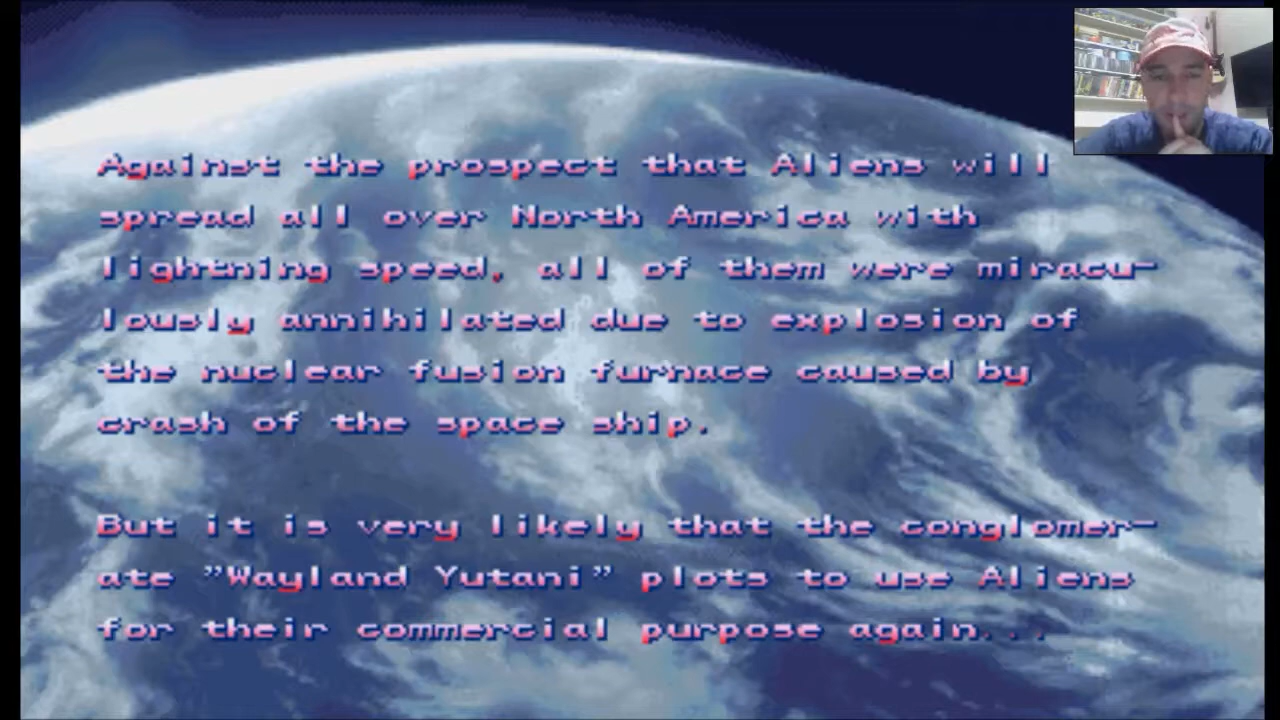 Against the prospect that Aliens will
spread all over North America with
lightning speed, all of them were miracu-
lously annihilated due to explosion of
the nuclear fusion furnace caused by
crash of the space ship.
But it is very likely that the conglomer-
ate "Wayland Yutani" plots to use Aliens
for their commercial purpose again...